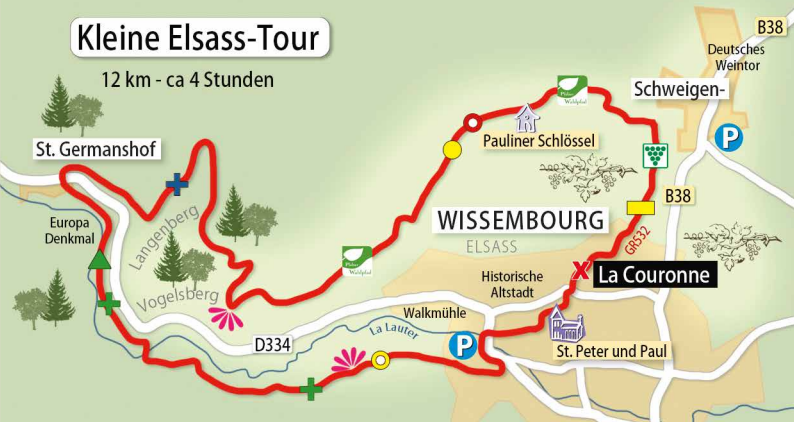 Kleine Elsass-Tour
12 km - ca 4 Stunden
B38
Deutsches
Weintor
Schweigen-
P
St. Germanshof
Pauliner Schlössel
Europa
Denkmal
Langenberg
Vogelsberg
WISSEMBOURG
ELSASS
B38
GR532
X
La Couronne
Historische
Altstadt
Walkmühle
La Lauter
D334
P
St. Peter und Paul